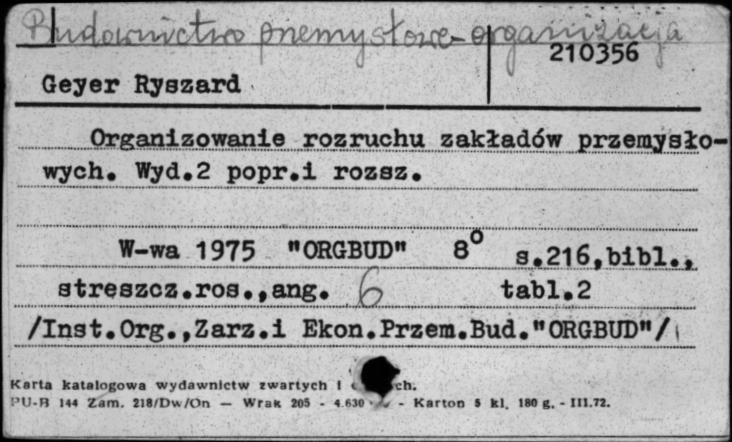 Budownictwo przemysłowe - organizacja
210356
Geyer Ryszard
Organizowanie rozruchu zakładów przemysło-
wych. Wyd.2 popr.i rozsz.
W-wa 1975 "ORGBUD" 8° s.216,bibl.,
streszcz.ros.,ang. 6 tabl.2
/Inst.Org.,Zarz.i Ekon.Przem.Bud."ORGBUD"/
Karta katalogowa wydawnictw zwartych i
PU-B 144 Zam. 218/Dw/On — Wrak 205 - 4.630 - Karton 5 kl. 180 g. - III.72.